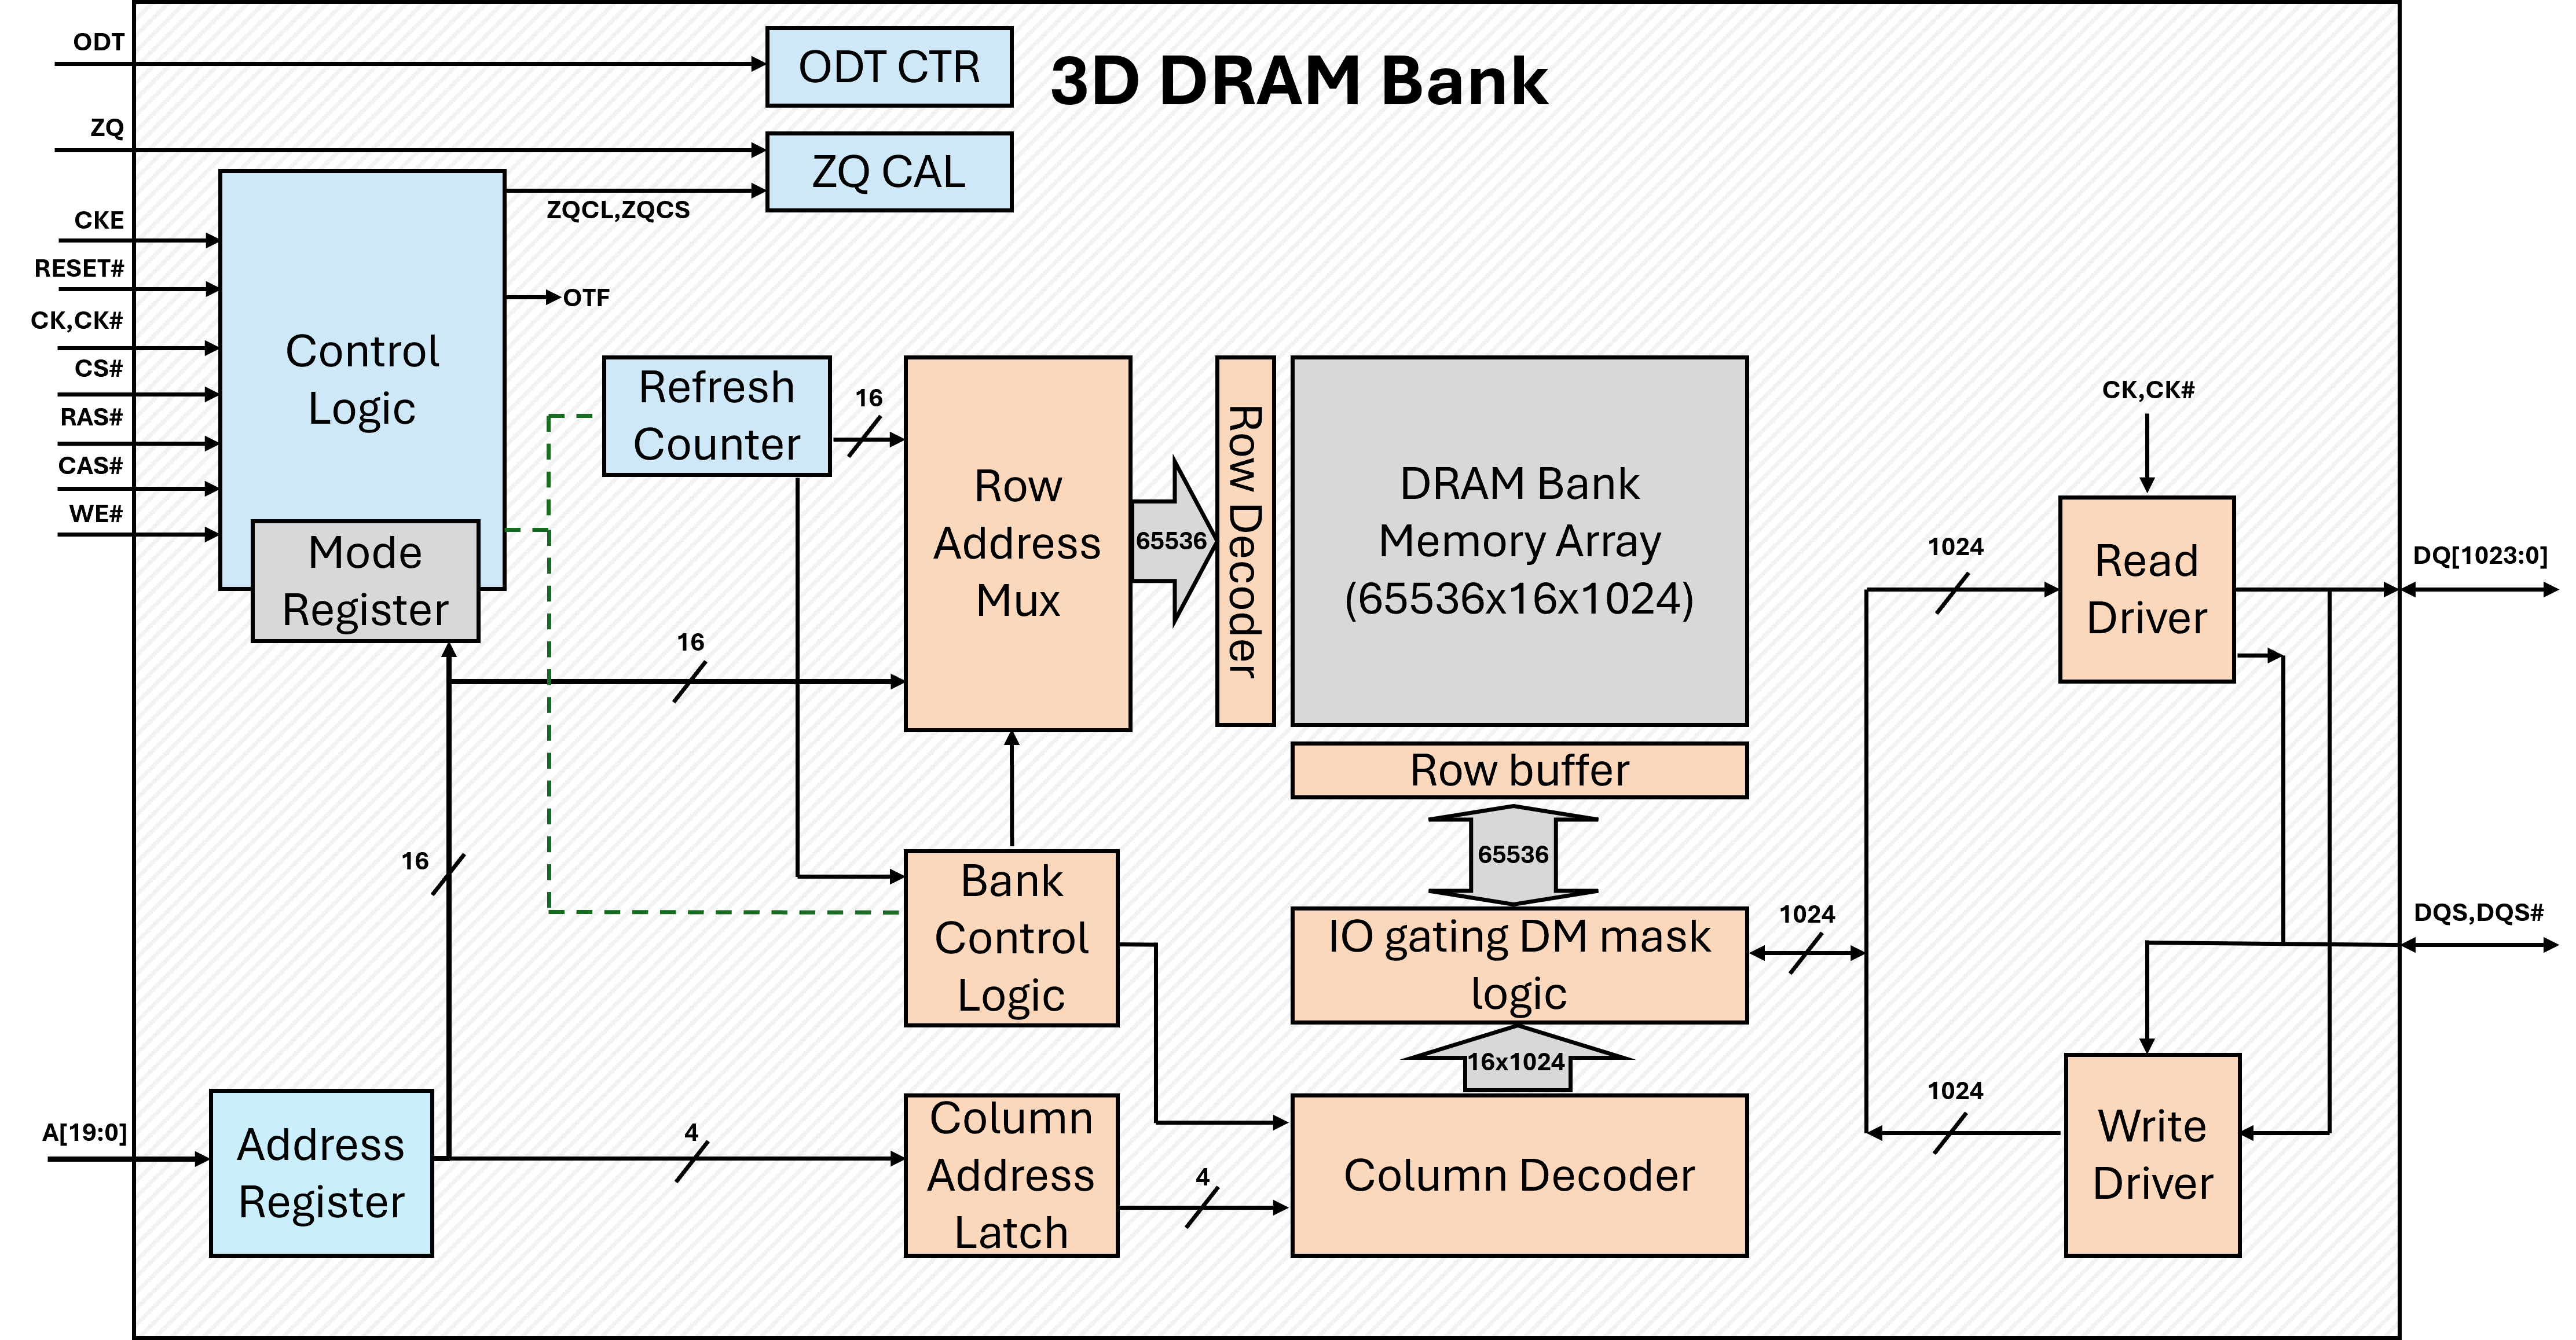 3D DRAM Bank
ODT
ODT CTR
ZQ
ZQ CAL
ZQCL,ZQCS
CKE
RESET#
CK,CK#
CS#
RAS#
CAS#
WE#
Control
Logic
OTF
Mode
Register
Refresh
Counter
16
Row
Address
Mux
65536
Row Decoder
DRAM Bank
Memory Array
(65536x16x1024)
Row buffer
65536
16
16
Bank
Control
Logic
IO gating DM mask
logic
1024
16x1024
A[19:0]
Address
Register
4
Column
Address
Latch
4
Column Decoder
CK,CK#
1024
Read
Driver
DQ[1023:0]
DQS,DQS#
1024
Write
Driver